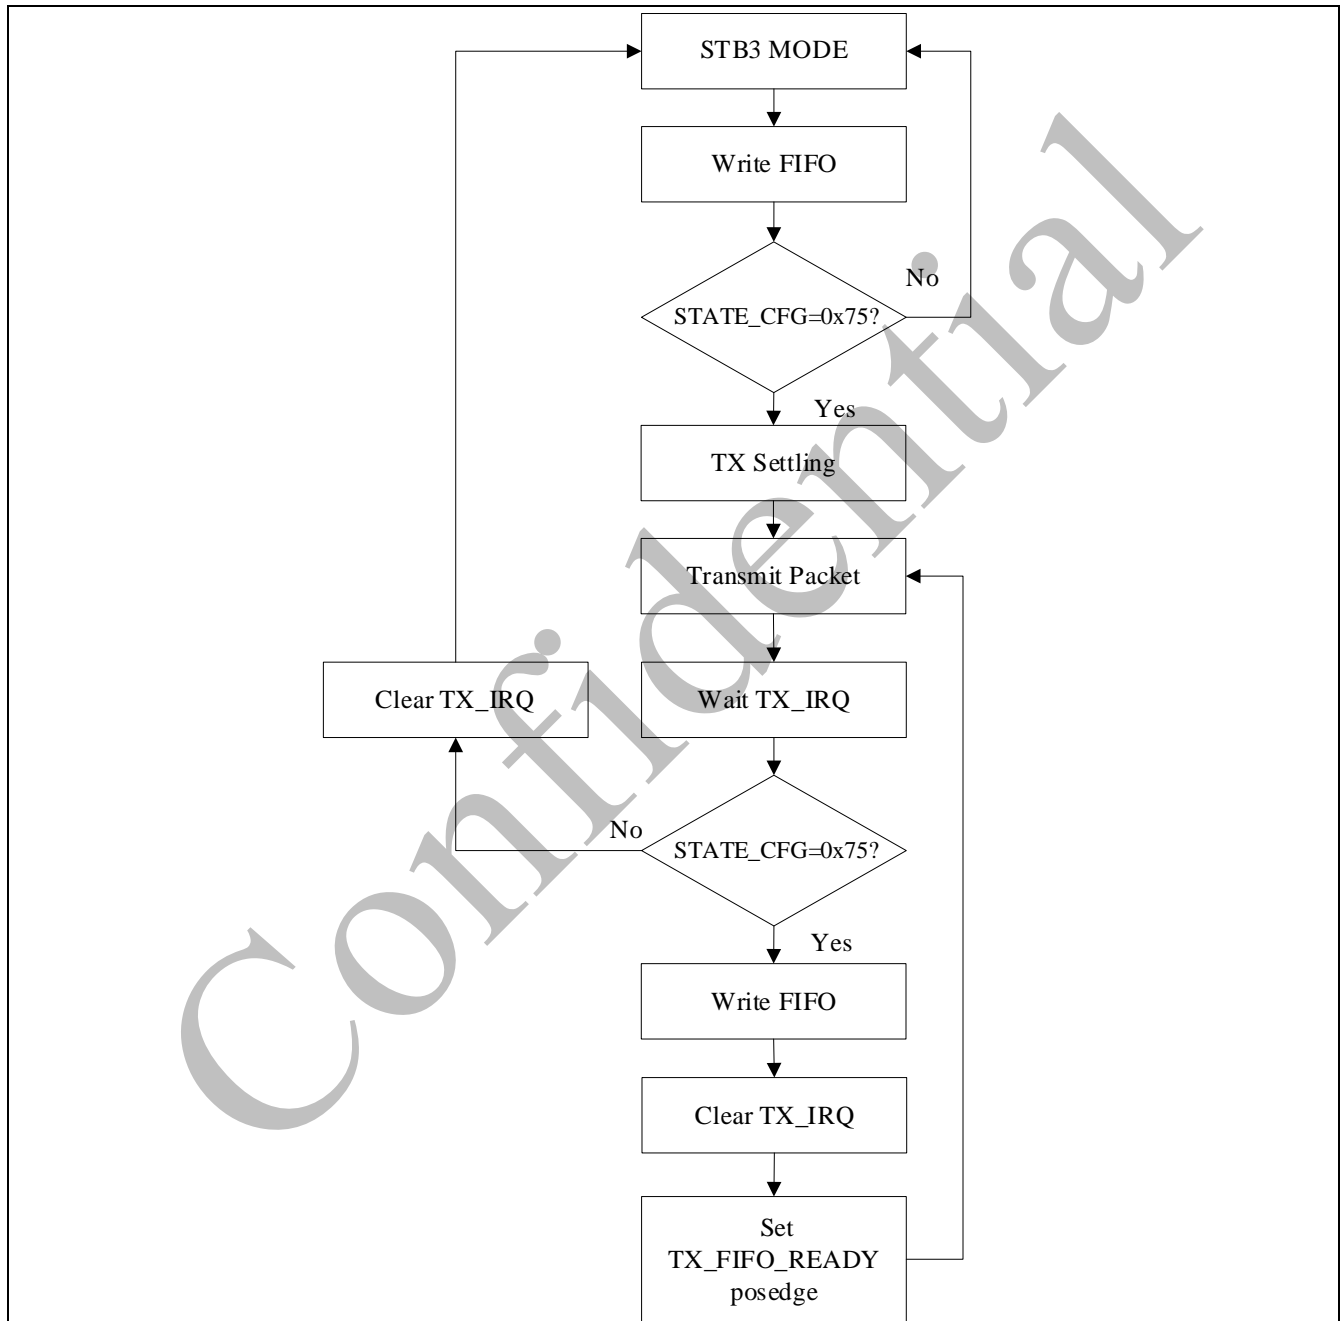 STB3 MODE
Write FIFO
No
STATE_CFG=0x75?
Yes
TX Settling
Transmit Packet
Clear TX_IRQ
Wait TX_IRQ
No
STATE_CFG=0x75?
Yes
Write FIFO
Clear TX_IRQ
Set
TX_FIFO_READY
posedge
Confidential